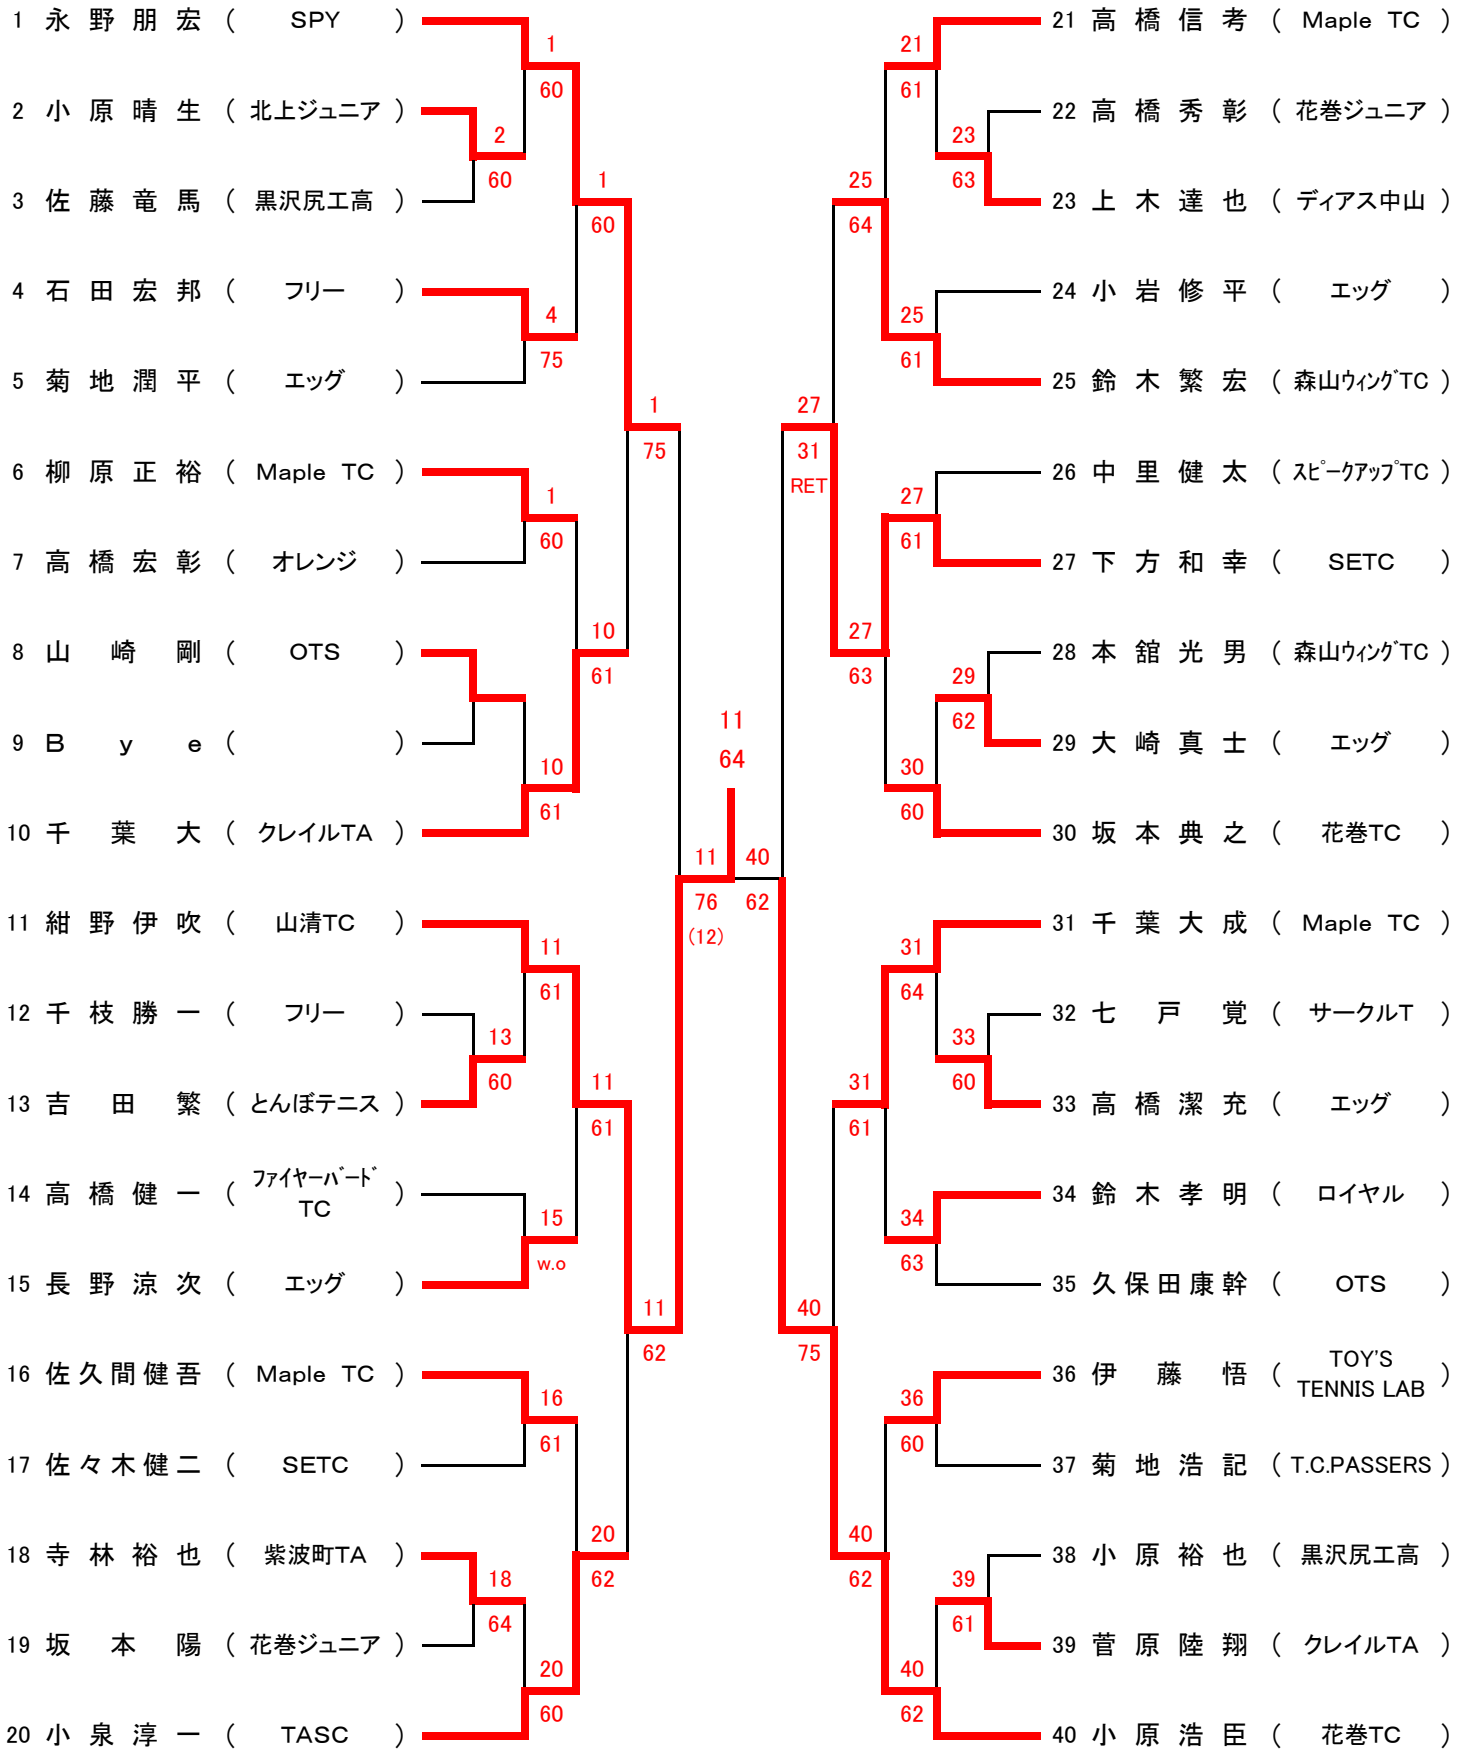 1 永野朋宏 ( SPY )
2 小原晴生 ( 北上ジュニア )
3 佐藤竜馬 ( 黒沢尻工高 )
4 石田宏邦 ( フリー )
5 菊地潤平 ( エッグ )
6 柳原正裕 ( Maple TC )
7 高橋宏彰 ( オレンジ )
8 山崎剛 ( OTS )
9 Bye ( )
10 千葉大 ( クレイルTA )
11 紺野伊吹 ( 山清TC )
12 千枝勝一 ( フリー )
13 吉田繁 ( とんぼテニス )
14 高橋健一 ( ファイヤーバード TC )
15 長野涼次 ( エッグ )
16 佐久間健吾 ( Maple TC )
17 佐々木健二 ( SETC )
18 寺林裕也 ( 紫波町TA )
19 坂本陽 ( 花巻ジュニア )
20 小泉淳一 ( TASC )
2
60
18
64
13
60
1
60
4
75
1
60
10
61
11
61
15
w.o
16
61
20
60
1
60
10
61
11
61
20
62
1
75
11
62
11
76
(12)
11
64
40
62
27
31
RET
40
75
25
64
27
63
31
61
40
62
21
61
25
61
27
61
30
60
31
64
34
63
36
60
40
62
23
63
29
62
33
60
39
61
21 高橋信考 ( Maple TC )
22 高橋秀彰 ( 花巻ジュニア )
23 上木達也 ( ディアス中山 )
24 小岩修平 ( エッグ )
25 鈴木繁宏 ( 森山ウィングTC )
26 中里健太 ( スピークアップTC )
27 下方和幸 ( SETC )
28 本舘光男 ( 森山ウィングTC )
29 大崎真士 ( エッグ )
30 坂本典之 ( 花巻TC )
31 千葉大成 ( Maple TC )
32 七戸覚 ( サークルT )
33 高橋潔充 ( エッグ )
34 鈴木孝明 ( ロイヤル )
35 久保田康幹 ( OTS )
36 伊藤悟 ( TOY'S TENNIS LAB )
37 菊地浩記 ( T.C.PASSERS )
38 小原裕也 ( 黒沢尻工高 )
39 菅原陸翔 ( クレイルTA )
40 小原浩臣 ( 花巻TC )